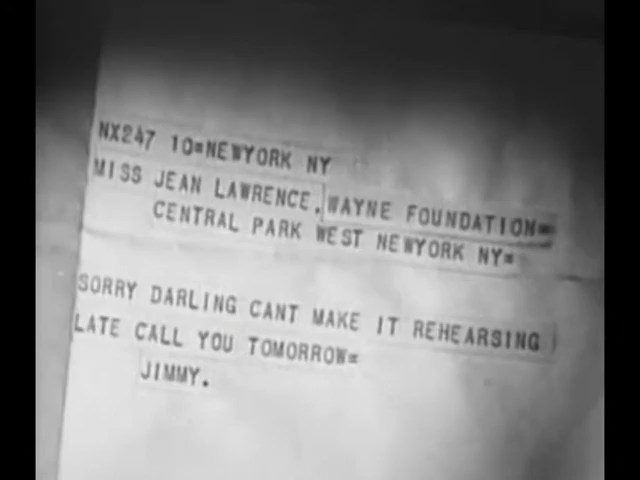 NX247 10=NEWYORK NY
MISS JEAN LAWRENCE, WAYNE FOUNDATION=
CENTRAL PARK WEST NEWYORK NY=
SORRY DARLING CANT MAKE IT REHEARSING
LATE CALL YOU TOMORROW=
JIMMY.